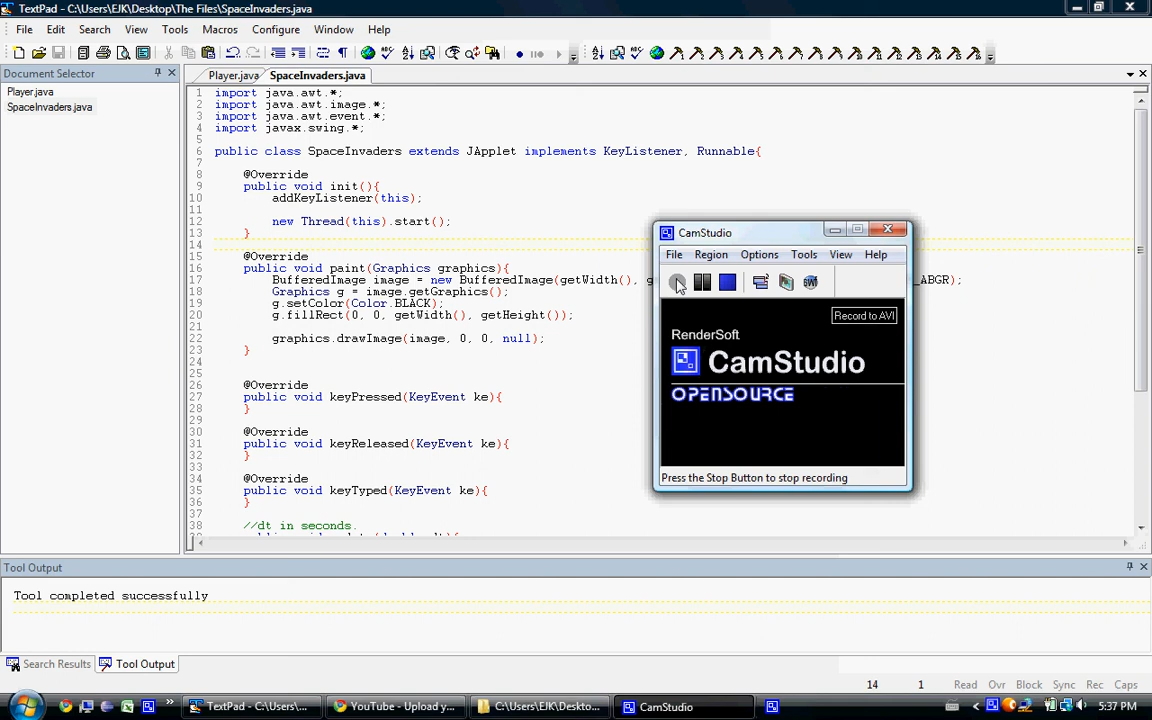 TextPad - C:\Users\EJK\Desktop\The Files\SpaceInvaders.java
File Edit Search View Tools Macros Configure Window Help
Document Selector
Player.java
SpaceInvaders.java
Player.java SpaceInvaders.java
1 import java.awt.*;
2 import java.awt.image.*;
3 import java.awt.event.*;
4 import javax.swing.*;
5
6 public class SpaceInvaders extends JApplet implements KeyListener, Runnable{
7
8 @Override
9 public void init(){
10 addKeyListener(this);
11
12 new Thread(this).start();
13 }
14
15 @Override
16 public void paint(Graphics graphics){
17 BufferedImage image = new BufferedImage(getWidth(), g _ABGR);
18 Graphics g = image.getGraphics();
19 g.setColor(Color.BLACK);
20 g.fillRect(0, 0, getWidth(), getHeight());
21
22 graphics.drawImage(image, 0, 0, null);
23 }
24
25
26 @Override
27 public void keyPressed(KeyEvent ke){
28 }
29
30 @Override
31 public void keyReleased(KeyEvent ke){
32 }
33
34 @Override
35 public void keyTyped(KeyEvent ke){
36 }
37
38 //dt in seconds.
CamStudio
File Region Options Tools View Help
Record to AVI
RenderSoft
CamStudio
OPENSOURCE
Press the Stop Button to stop recording
Tool Output
Tool completed successfully
Search Results Tool Output
14 1 Read Ovr Block Sync Rec Caps
TextPad - C:\Users\... YouTube - Upload y... C:\Users\EJK\Deskto... CamStudio 5:37 PM